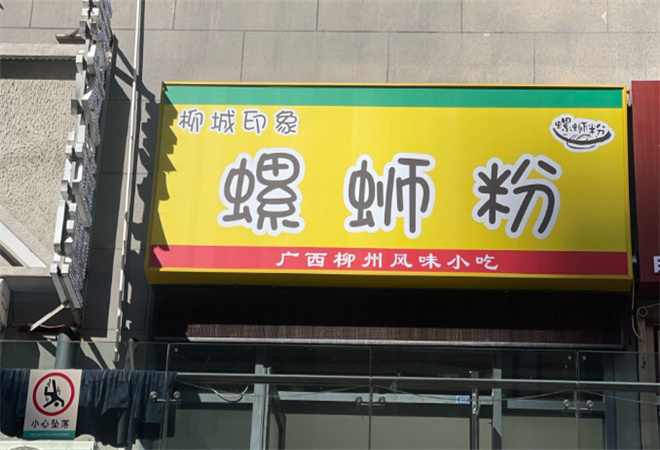 柳城印象
螺蛳粉
螺蛳粉
广西柳州风味小吃
小心坠落